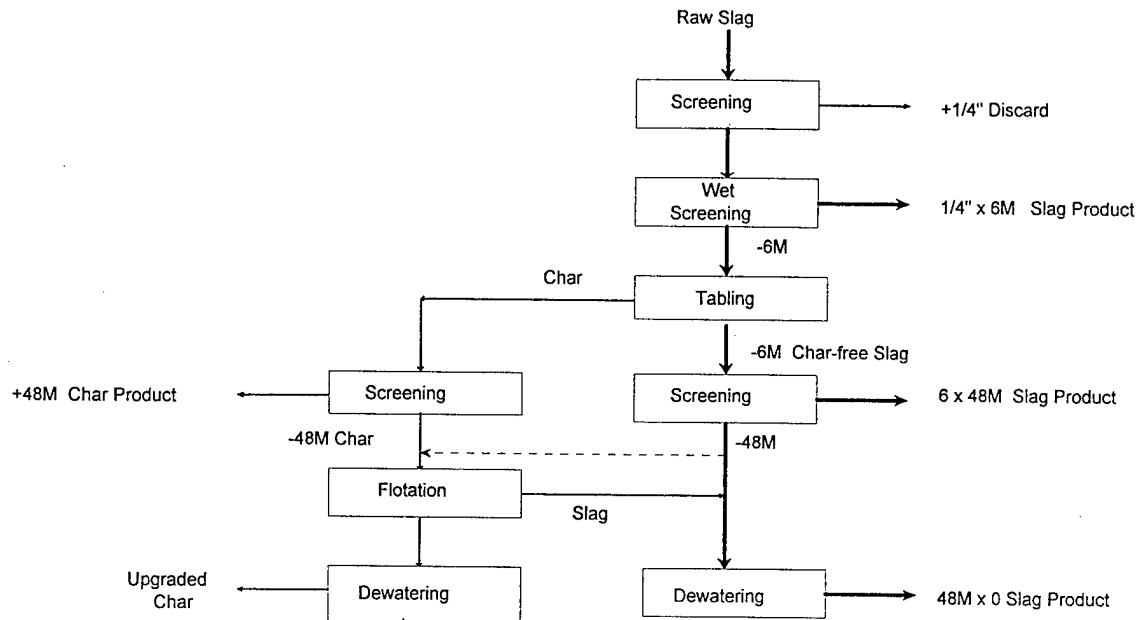 Raw Slag
Screening
+1/4" Discard
Wet
Screening
1/4" x 6M Slag Product
-6M
Char
Tabling
-6M Char-free Slag
+48M Char Product
Screening
Screening
6 x 48M Slag Product
-48M Char
-48M
Flotation
Slag
Upgraded
Char
Dewatering
Dewatering
48M x 0 Slag Product